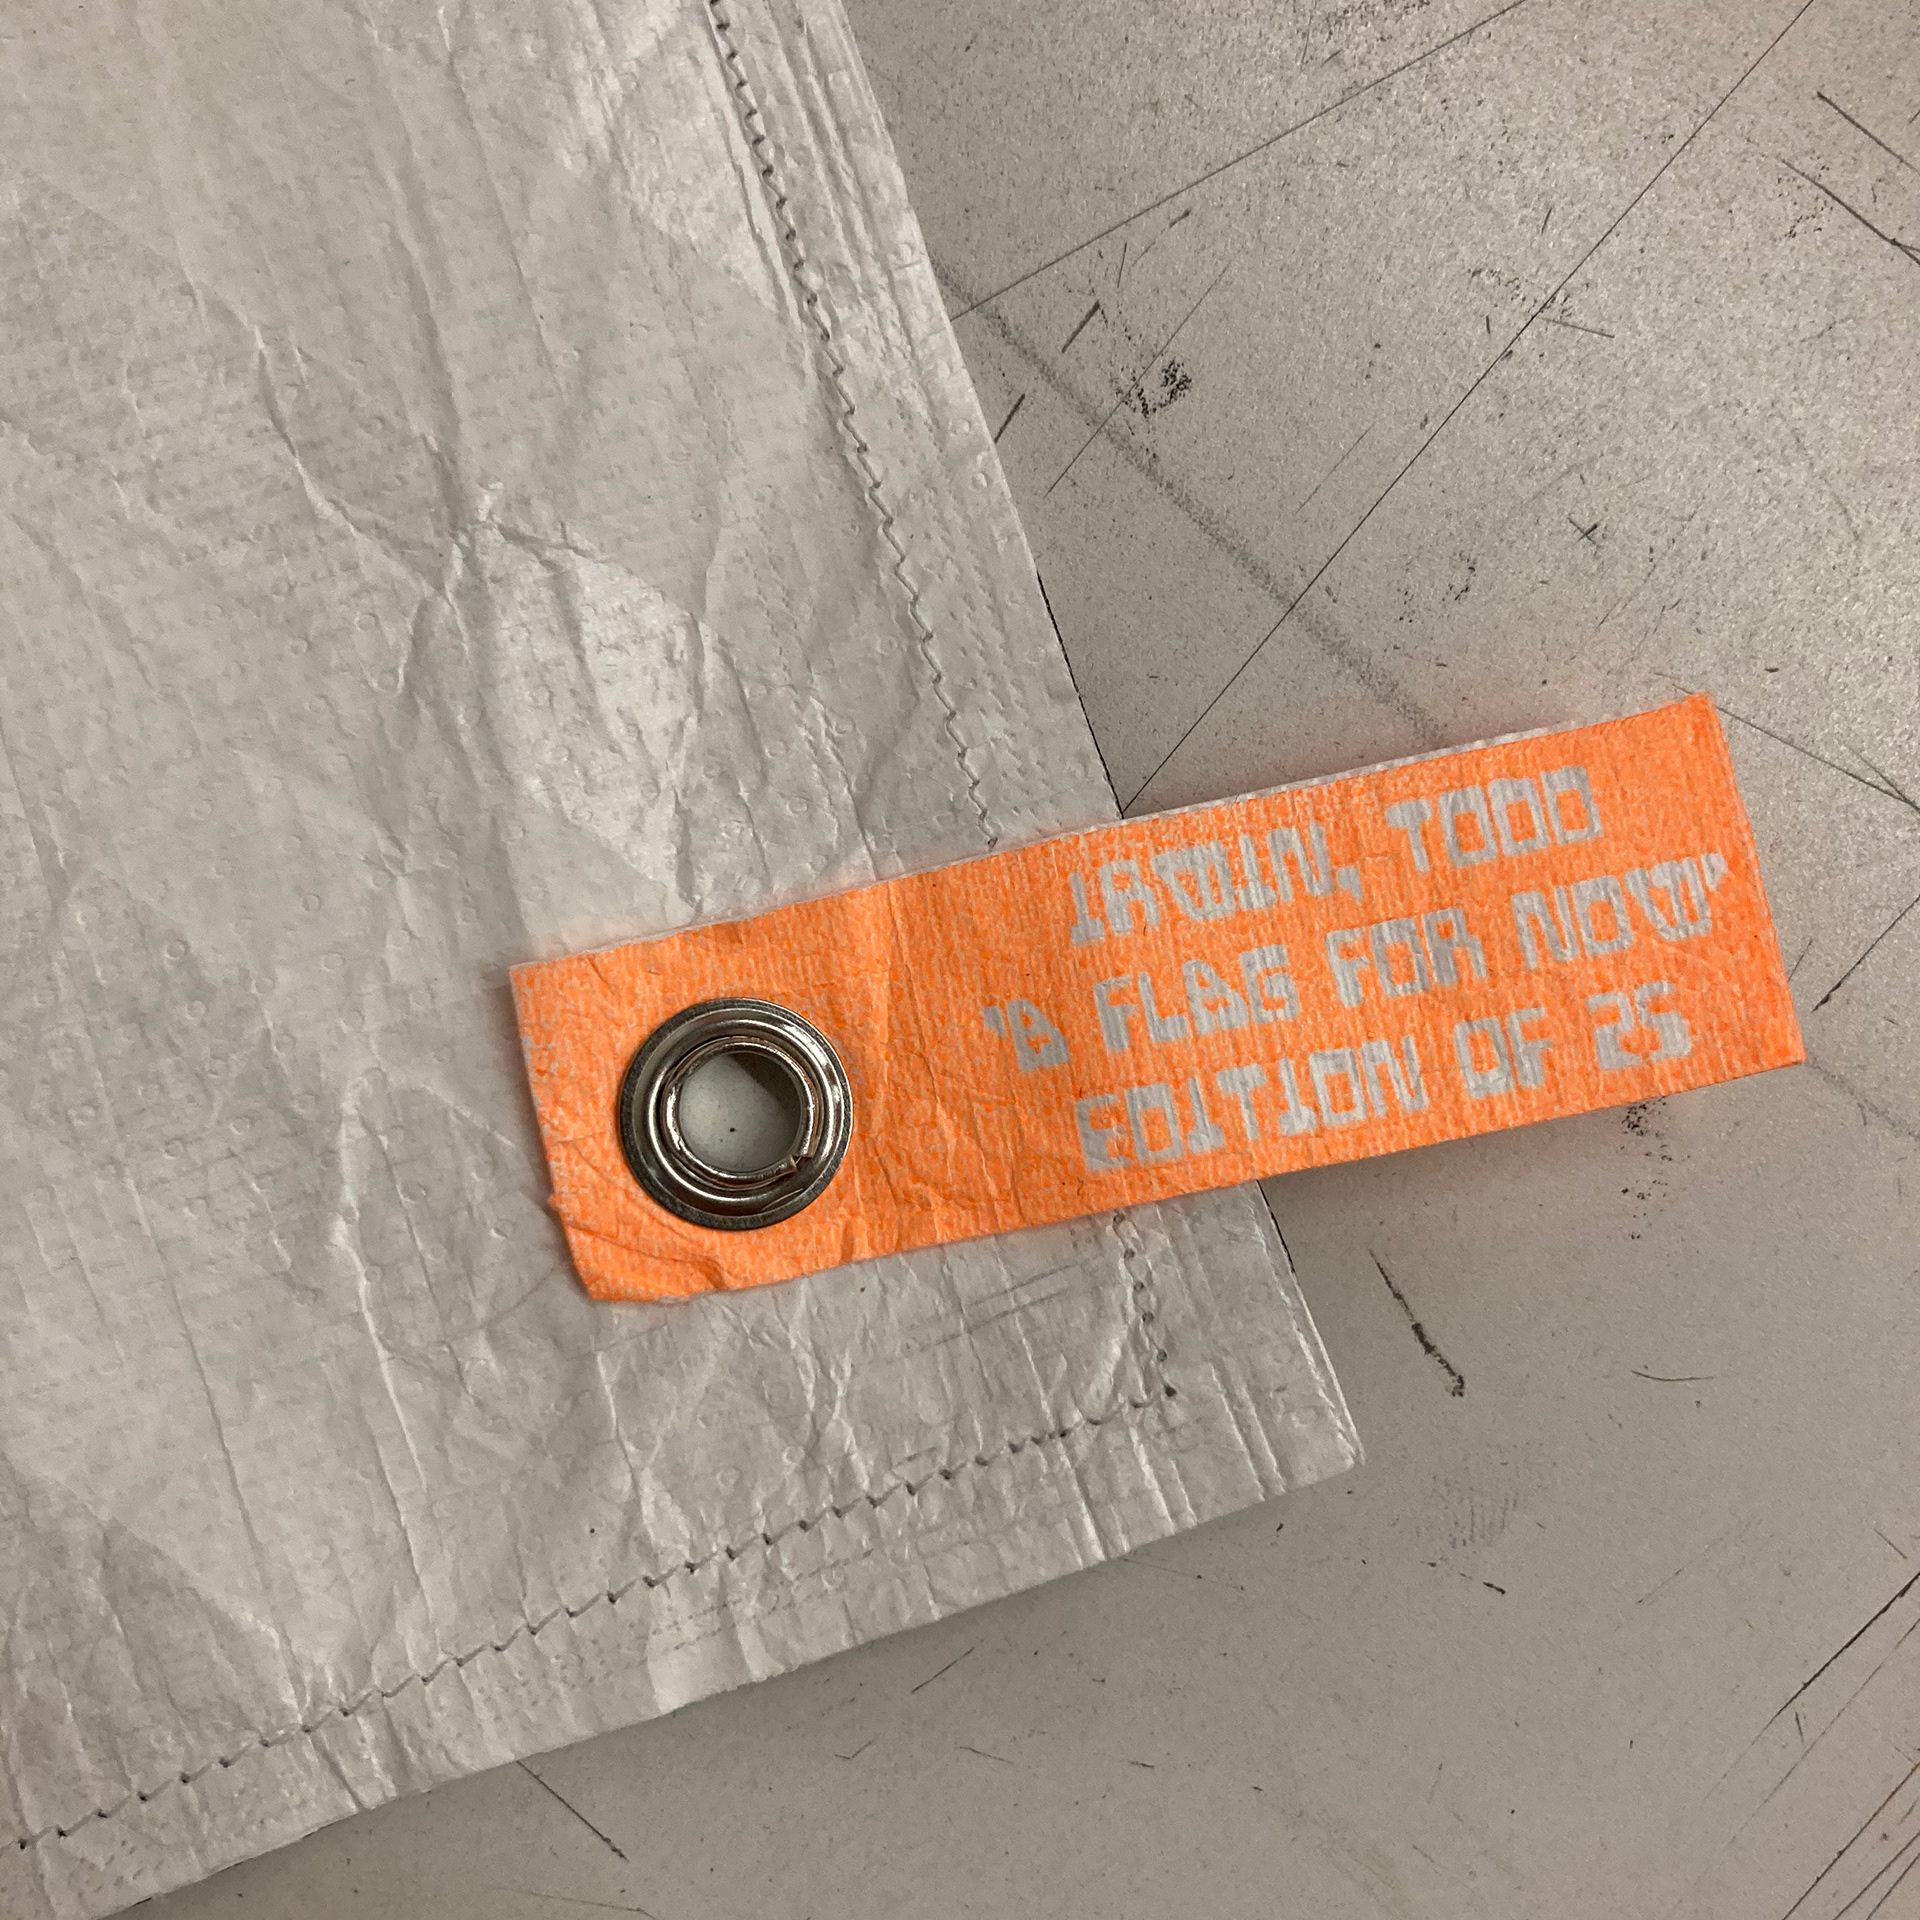 IRWIN, TODD
'A FLAG FOR NOW'
EDITION OF 25